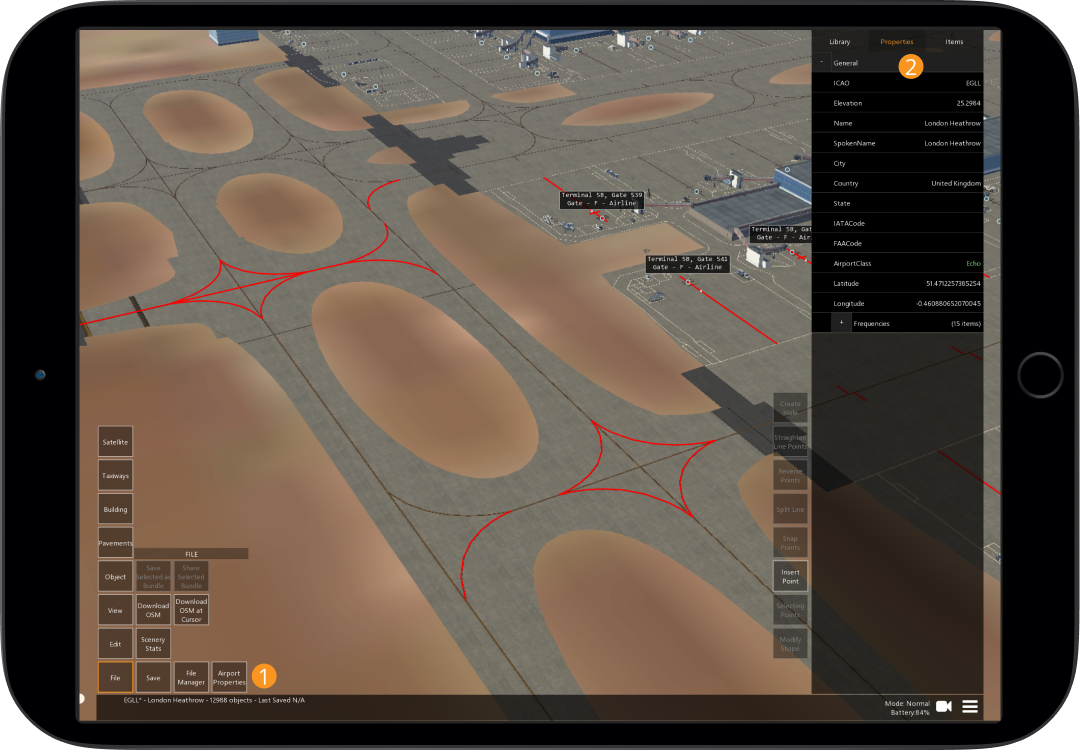 Library Properties Items
- General
2
ICAO EGLL
Elevation 25.2984
Name London Heathrow
SpokenName London Heathrow
City
Country United Kingdom
State
IATACode
FAACode
AirportClass Echo
Latitude 51.4712257385254
Longitude -0.460880652070045
+ Frequencies (15 items)
Terminal 5B, Gate 539
Gate - F - Airline
Terminal 5B, Gat
Gate - F - Air
Terminal 5B, Gate 541
Gate - F - Airline
Create
Straighten
Line Points
Reverse
Points
Split Line
Snap
Points
Insert
Point
Selecting
Points
Modify
Shape
Satellite
Taxiways
Building
Pavements
FILE
Object
Save
Selected as
Bundle
Share
Selected
Bundle
View
Download
OSM
Download
OSM at
Cursor
Edit
Scenery
Stats
File
Save
File
Manager
Airport
Properties
1
EGLL* - London Heathrow - 12988 objects - Last Saved N/A
Mode: Normal
Battery:84%